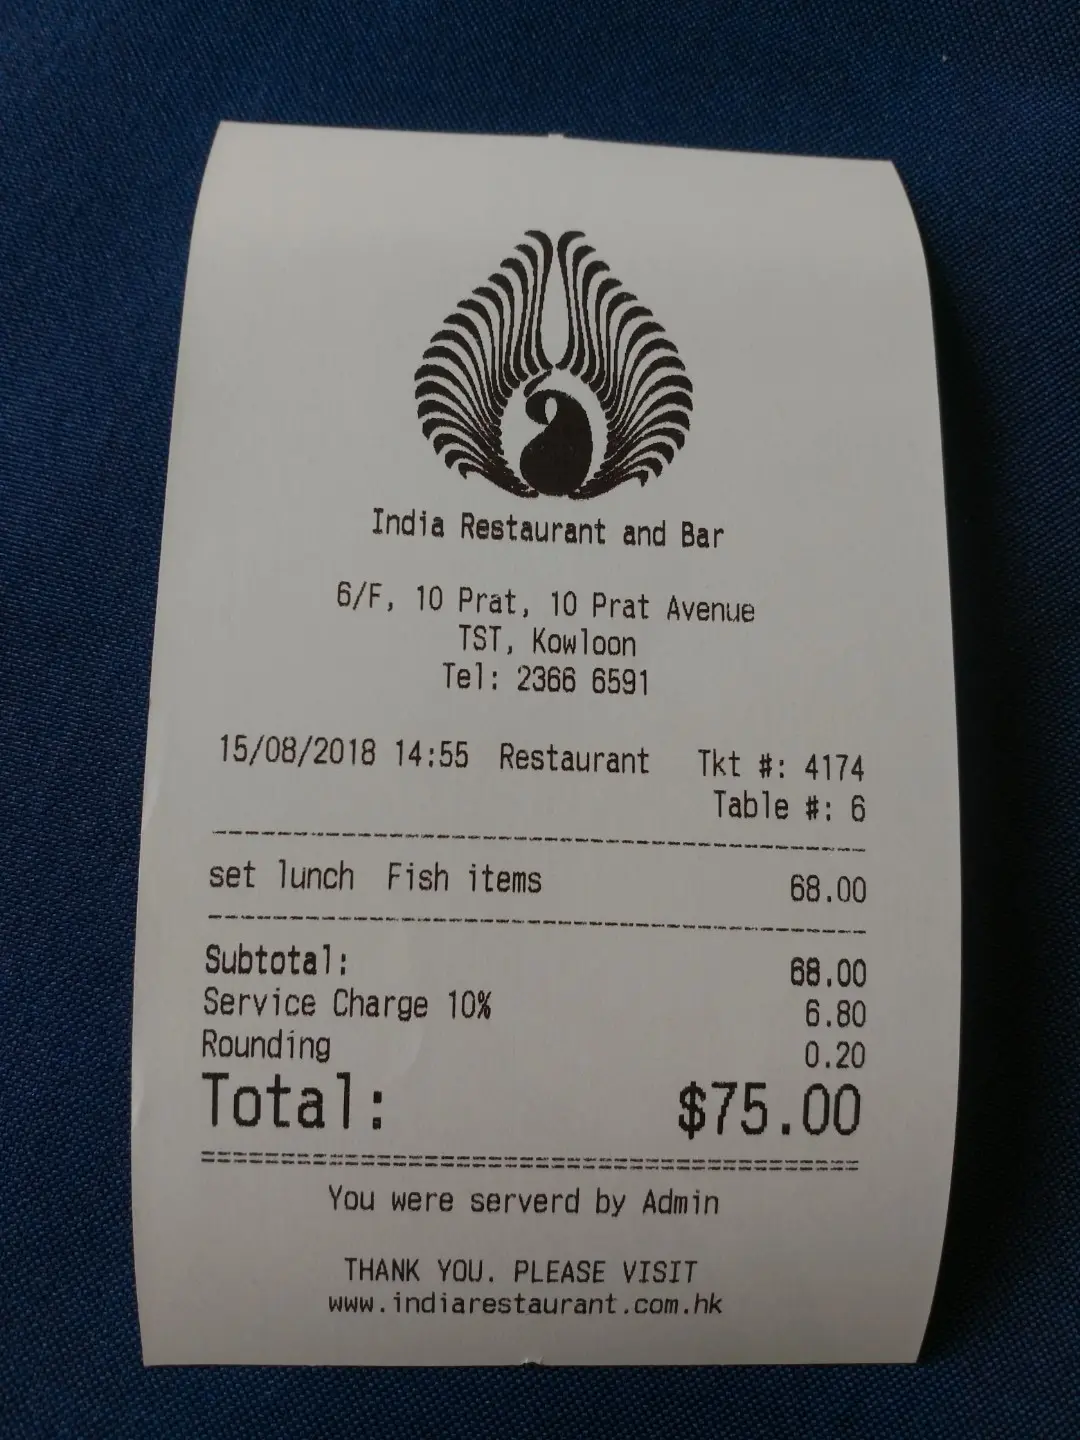 India Restaurant and Bar
6/F, 10 Prat, 10 Prat Avenue
TST, Kowloon
Tel: 2366 6591
15/08/2018 14:55 Restaurant Tkt #: 4174
Table #: 6
set lunch Fish items 68.00
Subtotal: 68.00
Service Charge 10% 6.80
Rounding 0.20
Total: $75.00
You were serverd by Admin
THANK YOU. PLEASE VISIT
www.indiarestaurant.com.hk